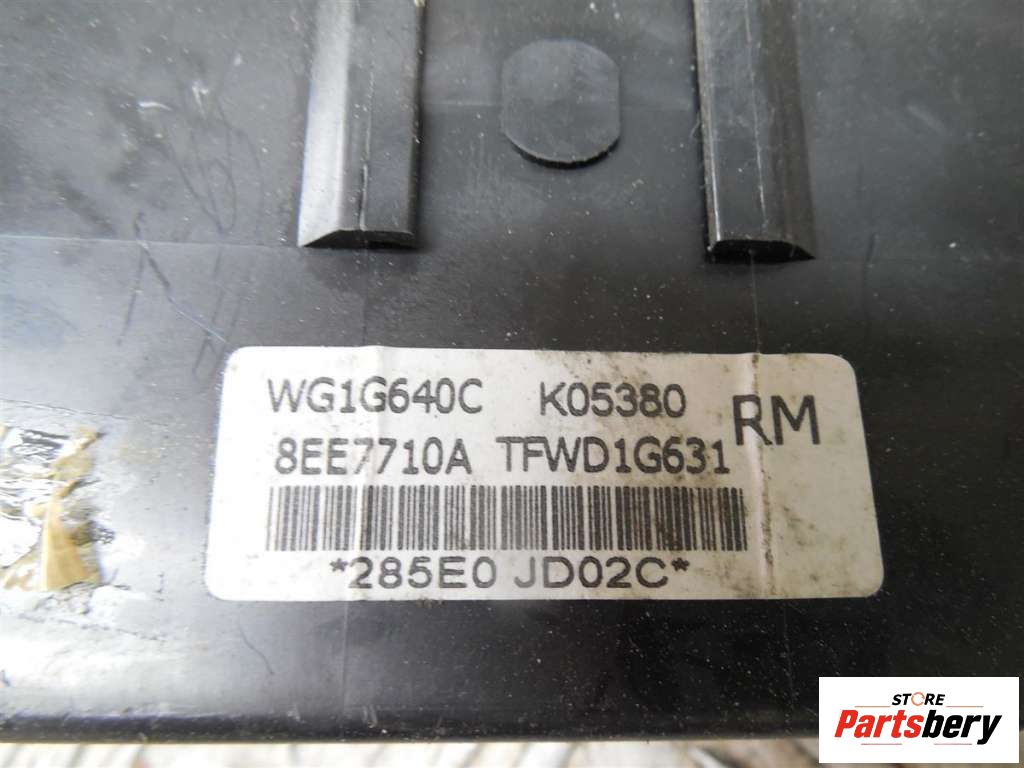 WG1G640C K05380
8EE7710A TFWD1G631 RM
*285E0 JD02C*
STORE
Partsbery